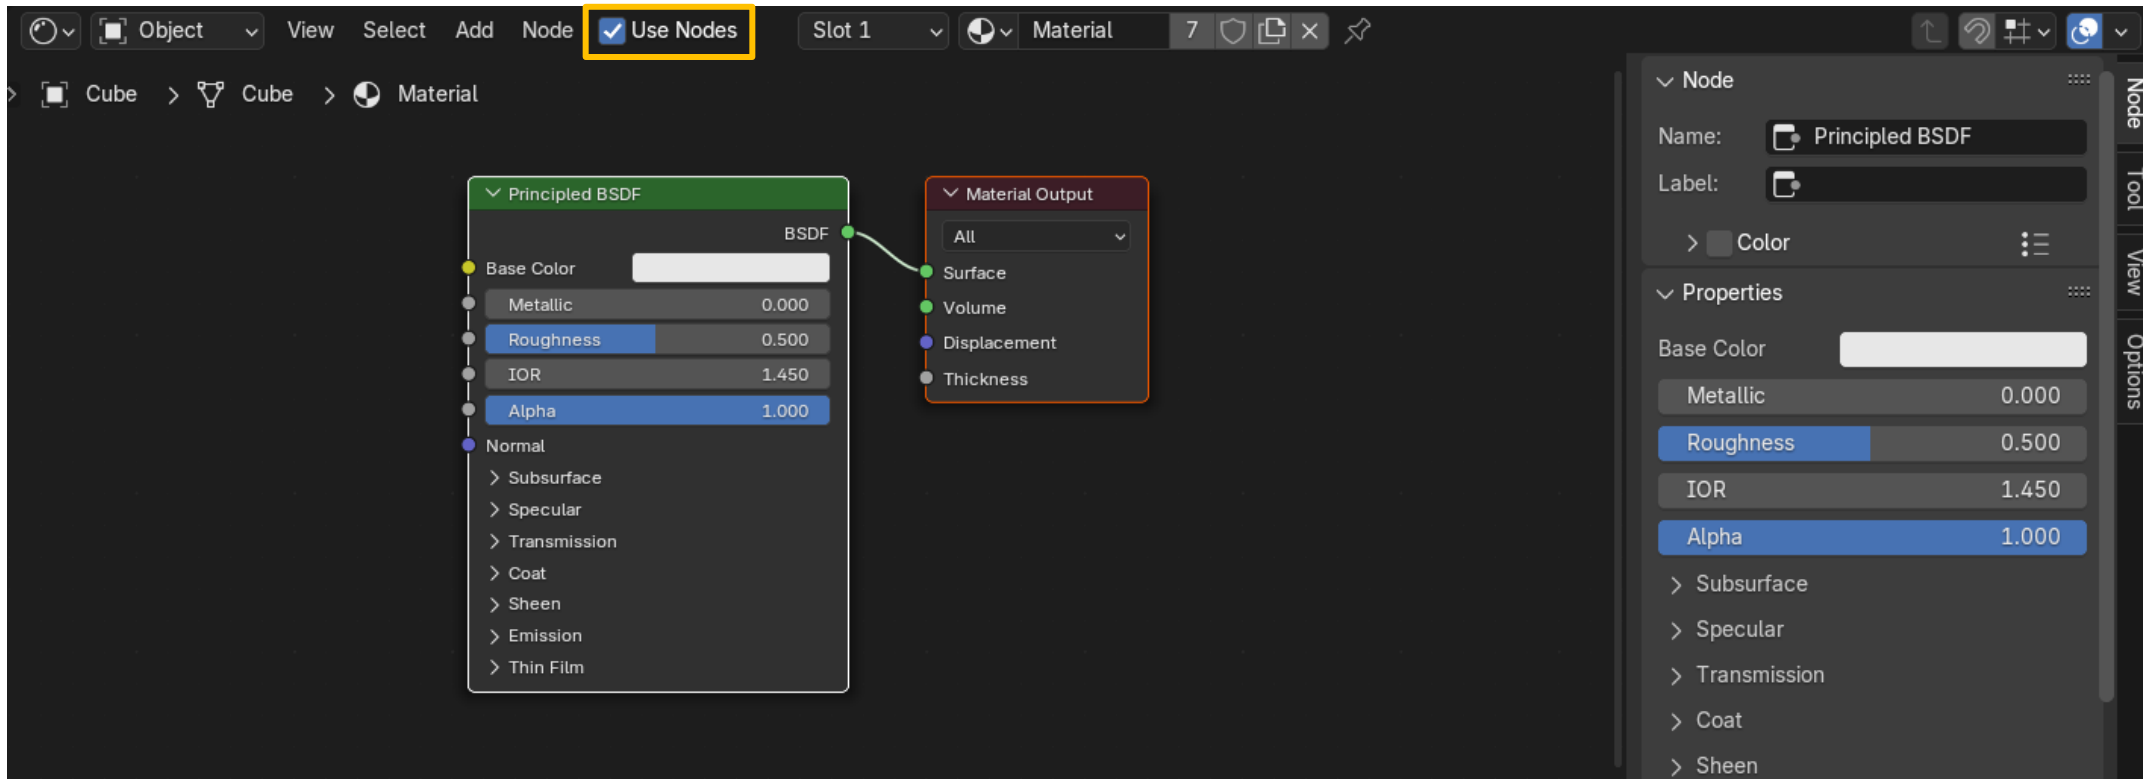 Object View Select Add Node Use Nodes Slot 1 Material 7
Cube Cube Material
Principled BSDF
BSDF
Base Color
Metallic 0.000
Roughness 0.500
IOR 1.450
Alpha 1.000
Normal
Subsurface
Specular
Transmission
Coat
Sheen
Emission
Thin Film
Material Output
All
Surface
Volume
Displacement
Thickness
Node
Name: Principled BSDF
Label:
Color
Properties
Base Color
Metallic 0.000
Roughness 0.500
IOR 1.450
Alpha 1.000
Subsurface
Specular
Transmission
Coat
Sheen
Node
Tool
View
Options